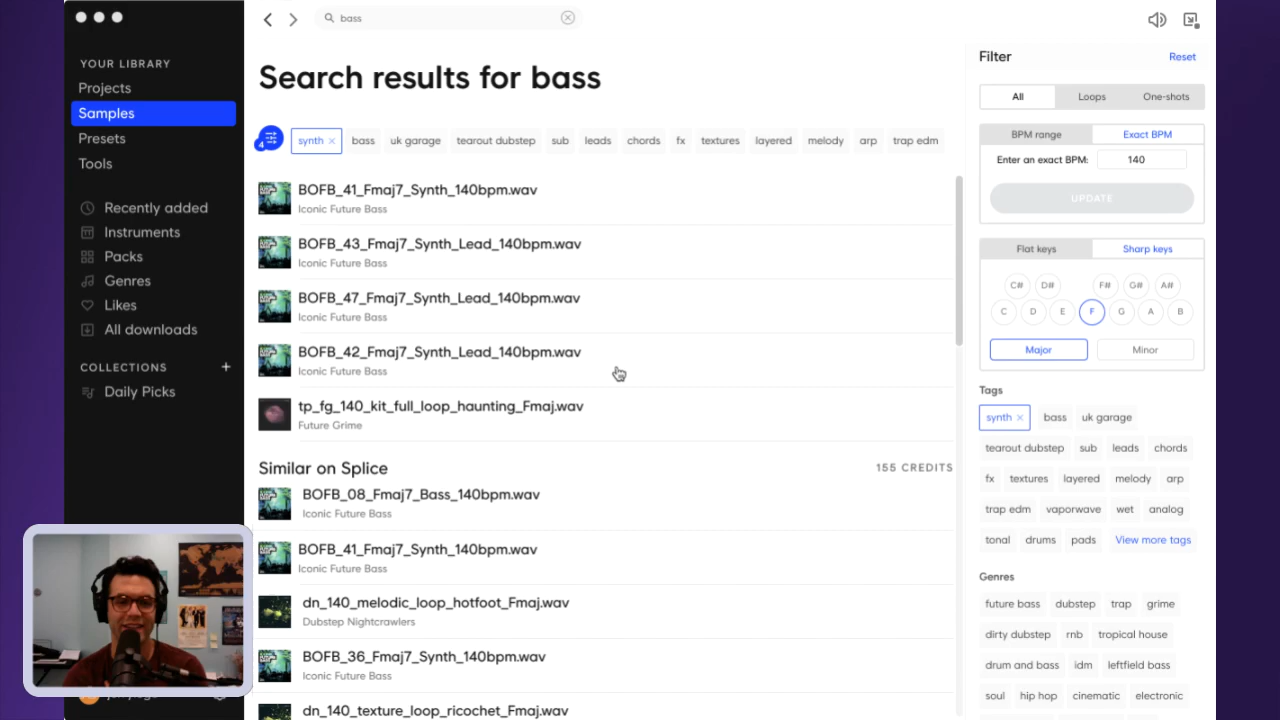 bass
YOUR LIBRARY
Projects
Samples
Presets
Tools
Recently added
Instruments
Packs
Genres
Likes
All downloads
COLLECTIONS +
Daily Picks
Search results for bass
4
synth × bass uk garage tearout dubstep sub leads chords fx textures layered melody arp trap edm
BOFB_41_Fmaj7_Synth_140bpm.wav
Iconic Future Bass
BOFB_43_Fmaj7_Synth_Lead_140bpm.wav
Iconic Future Bass
BOFB_47_Fmaj7_Synth_Lead_140bpm.wav
Iconic Future Bass
BOFB_42_Fmaj7_Synth_Lead_140bpm.wav
Iconic Future Bass
tp_fg_140_kit_full_loop_haunting_Fmaj.wav
Future Grime
Similar on Splice 155 CREDITS
BOFB_08_Fmaj7_Bass_140bpm.wav
Iconic Future Bass
BOFB_41_Fmaj7_Synth_140bpm.wav
Iconic Future Bass
dn_140_melodic_loop_hotfoot_Fmaj.wav
Dubstep Nightcrawlers
BOFB_36_Fmaj7_Synth_140bpm.wav
Iconic Future Bass
dn_140_texture_loop_ricochet_Fmaj.wav
Filter Reset
All Loops One-shots
BPM range Exact BPM
Enter an exact BPM: 140
UPDATE
Flat keys Sharp keys
C# D# F# G# A#
C D E F G A B
Major Minor
Tags
synth × bass uk garage
tearout dubstep sub leads chords
fx textures layered melody arp
trap edm vaporwave wet analog
tonal drums pads View more tags
Genres
future bass dubstep trap grime
dirty dubstep rnb tropical house
drum and bass idm leftfield bass
soul hip hop cinematic electronic